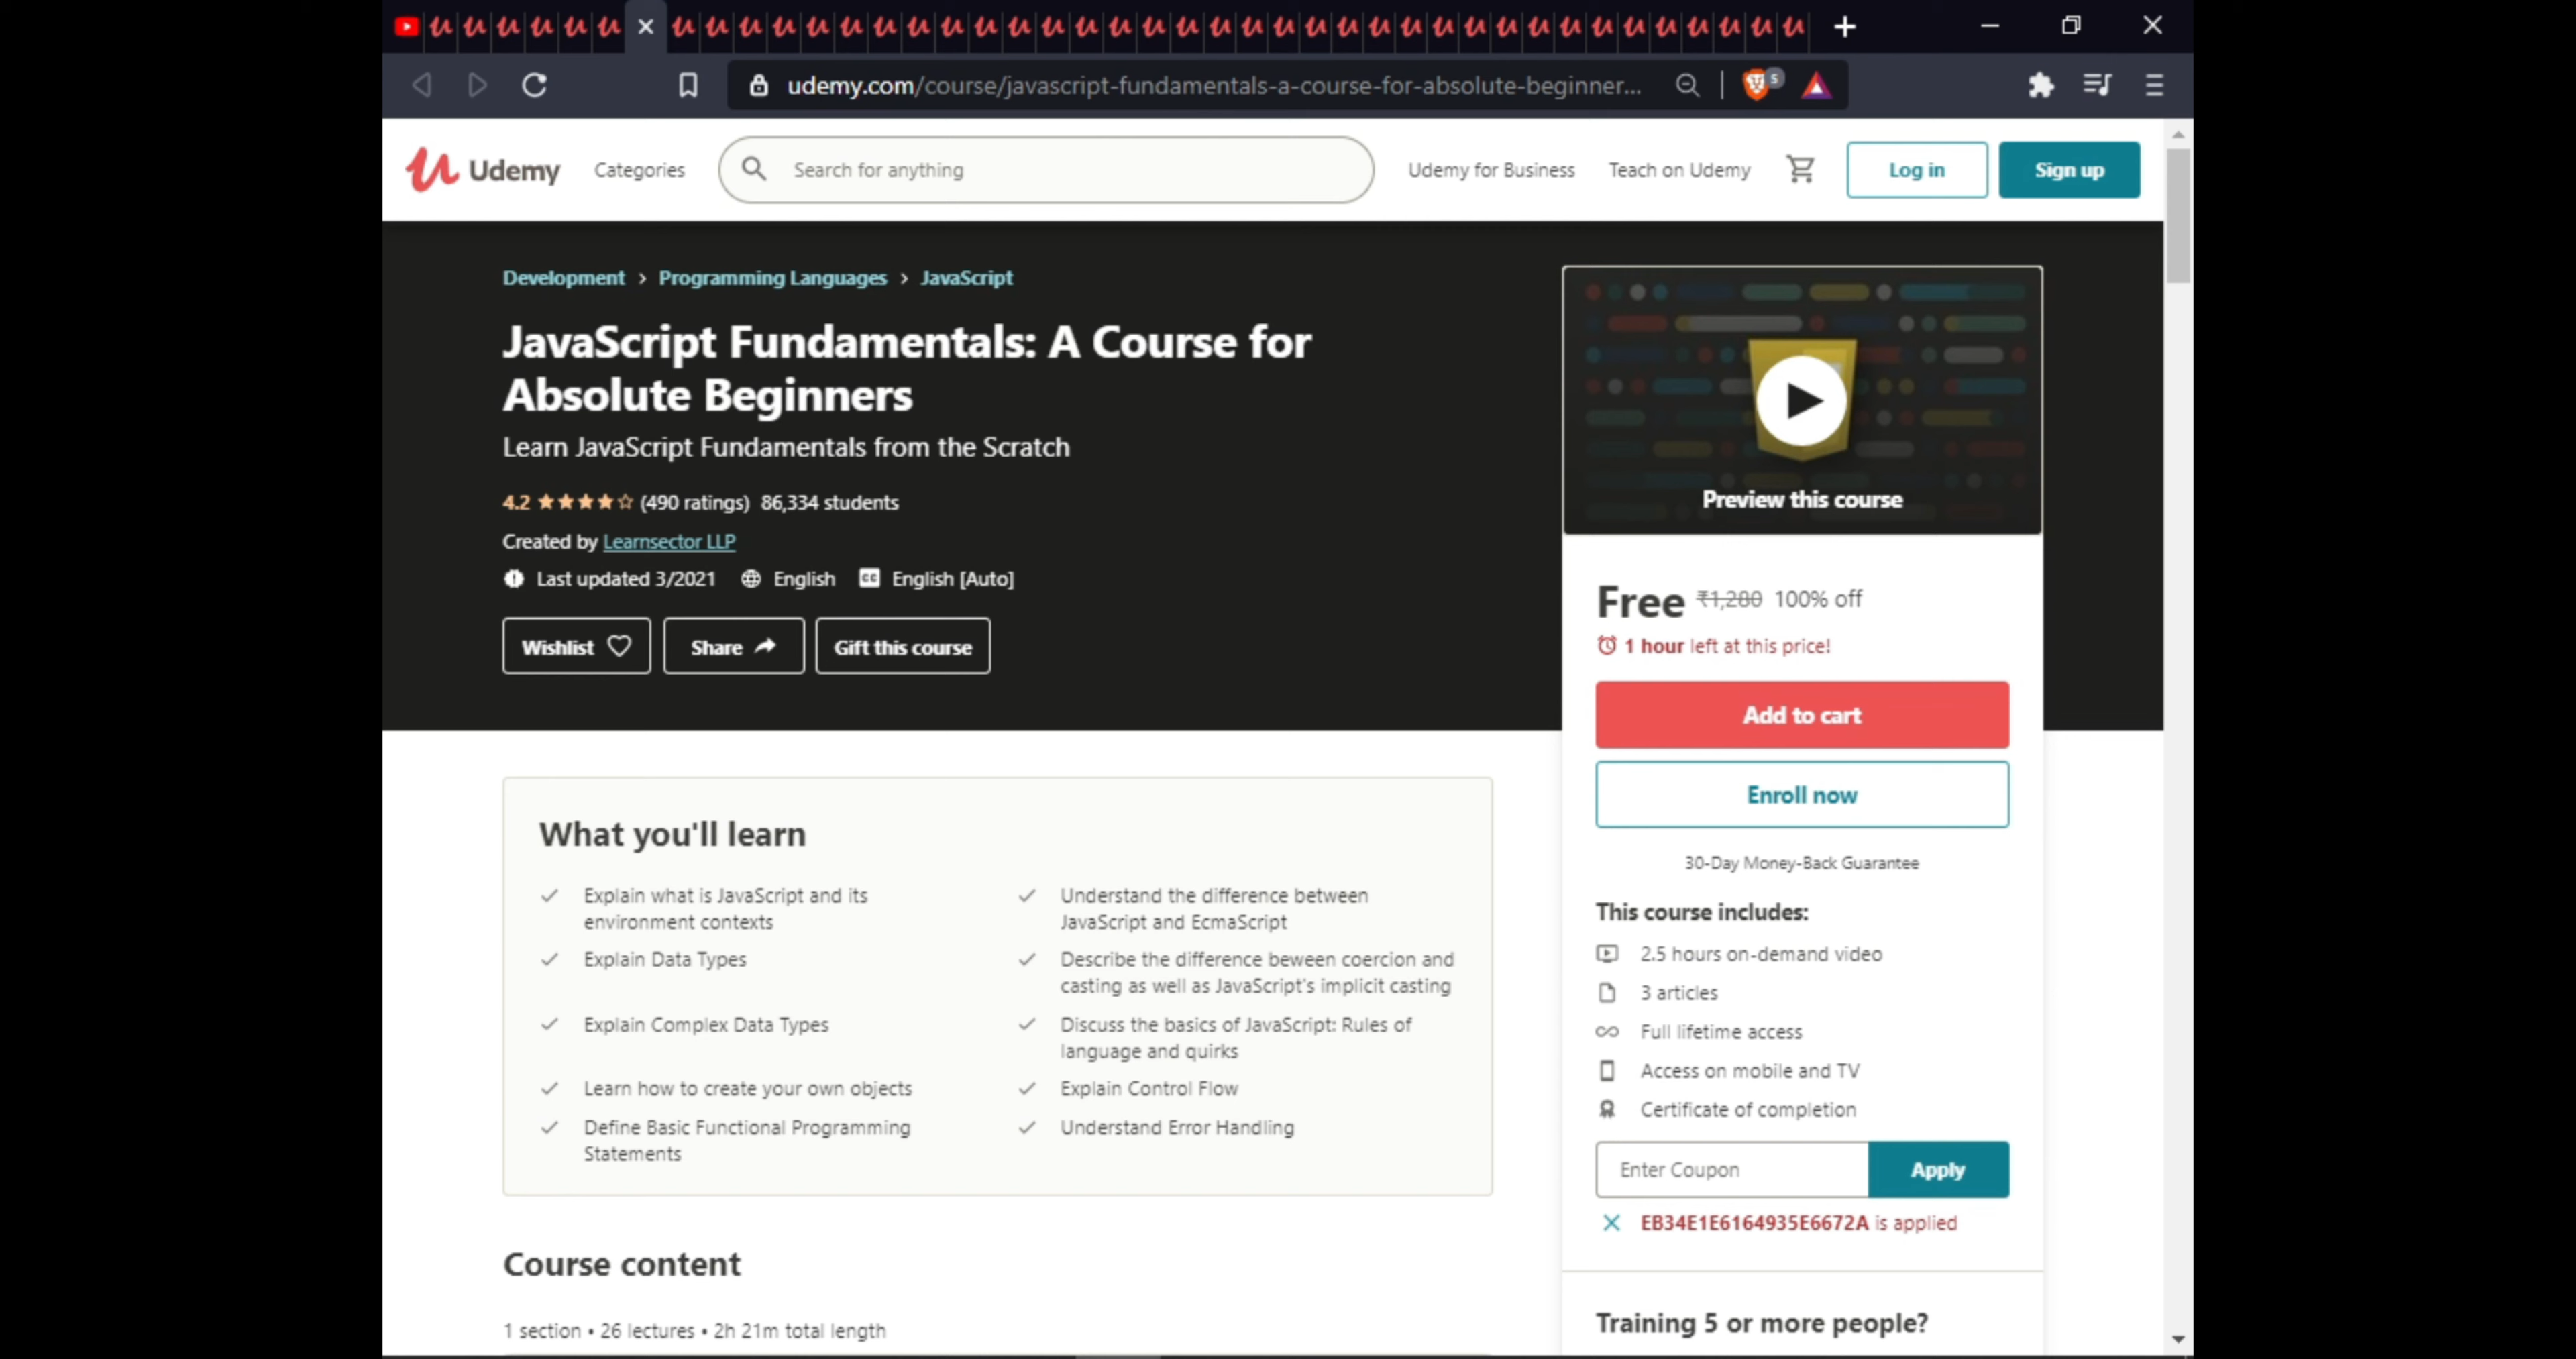 udemy.com/course/javascript-fundamentals-a-course-for-absolute-beginner...
5
Udemy
Categories
Search for anything
Udemy for Business
Teach on Udemy
Log in
Sign up
Development > Programming Languages > JavaScript
JavaScript Fundamentals: A Course for
Absolute Beginners
Learn JavaScript Fundamentals from the Scratch
4.2 (490 ratings) 86,334 students
Created by Learnsector LLP
Last updated 3/2021 English CC English [Auto]
Wishlist
Share
Gift this course
Preview this course
Free ₹1,280 100% off
1 hour left at this price!
Add to cart
Enroll now
30-Day Money-Back Guarantee
This course includes:
2.5 hours on-demand video
3 articles
Full lifetime access
Access on mobile and TV
Certificate of completion
Enter Coupon
Apply
EB34E1E6164935E6672A is applied
Training 5 or more people?
What you'll learn
Explain what is JavaScript and its
environment contexts
Understand the difference between
JavaScript and EcmaScript
Explain Data Types
Describe the difference beween coercion and
casting as well as JavaScript's implicit casting
Explain Complex Data Types
Discuss the basics of JavaScript: Rules of
language and quirks
Learn how to create your own objects
Explain Control Flow
Define Basic Functional Programming
Statements
Understand Error Handling
Course content
1 section • 26 lectures • 2h 21m total length